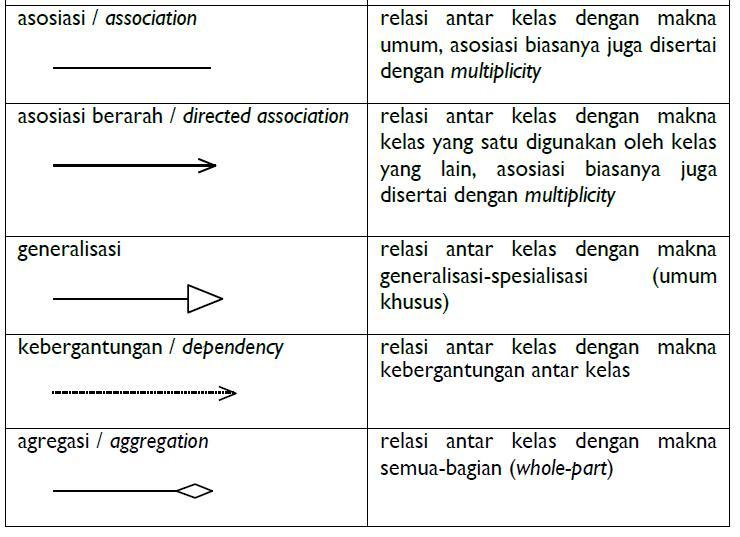 asosiasi / association
relasi antar kelas dengan makna
umum, asosiasi biasanya juga disertai
dengan multiplicity
asosiasi berarah / directed association
relasi antar kelas dengan makna
kelas yang satu digunakan oleh kelas
yang lain, asosiasi biasanya juga
disertai dengan multiplicity
generalisasi
relasi antar kelas dengan makna
generalisasi-spesialisasi (umum
khusus)
kebergantungan / dependency
relasi antar kelas dengan makna
kebergantungan antar kelas
agregasi / aggregation
relasi antar kelas dengan makna
semua-bagian (whole-part)